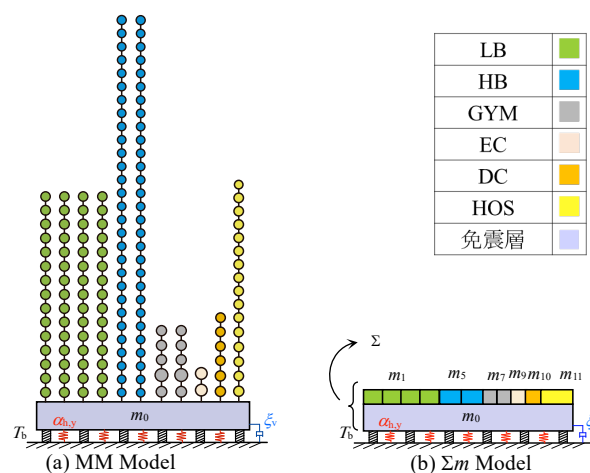 LB
HB
GYM
EC
DC
HOS
免震層
Σ
m1 m5 m7 m9 m10 m11
m0
αh,y
Tb
ξv
(a) MM Model
m0
αh,y
Tb
ξ
(b) Σm Model